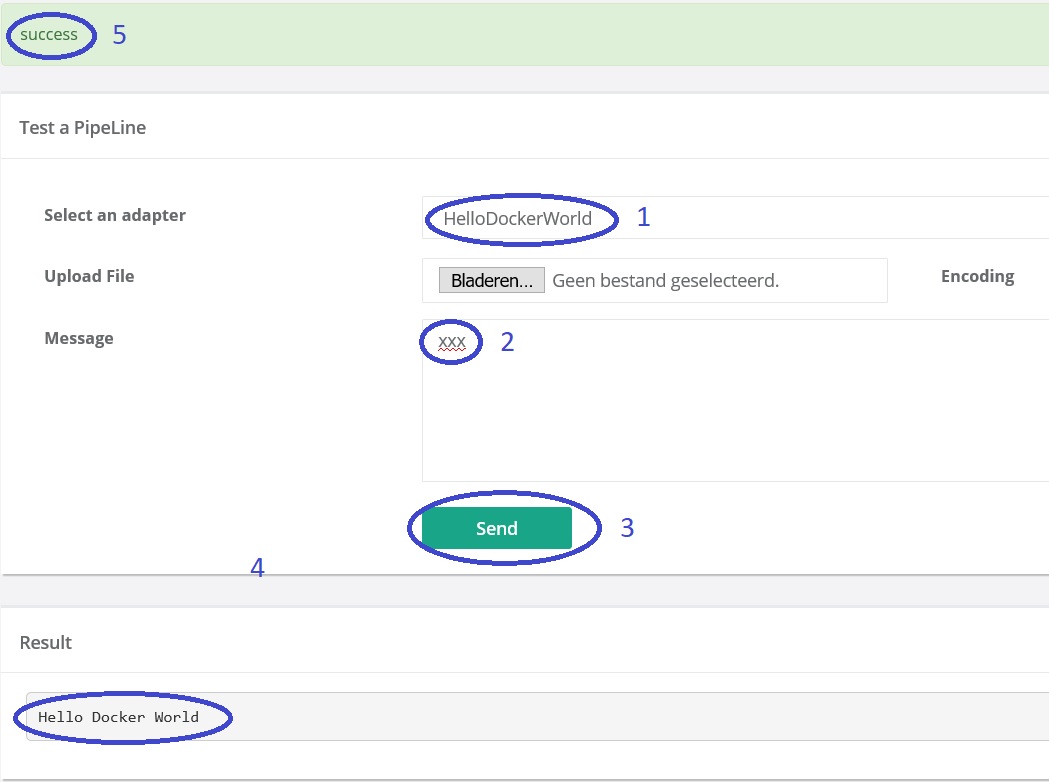 success 5
Test a PipeLine
Select an adapter HelloDockerWorld 1
Upload File Bladeren... Geen bestand geselecteerd. Encoding
Message xxx 2
Send 3
4
Result
Hello Docker World